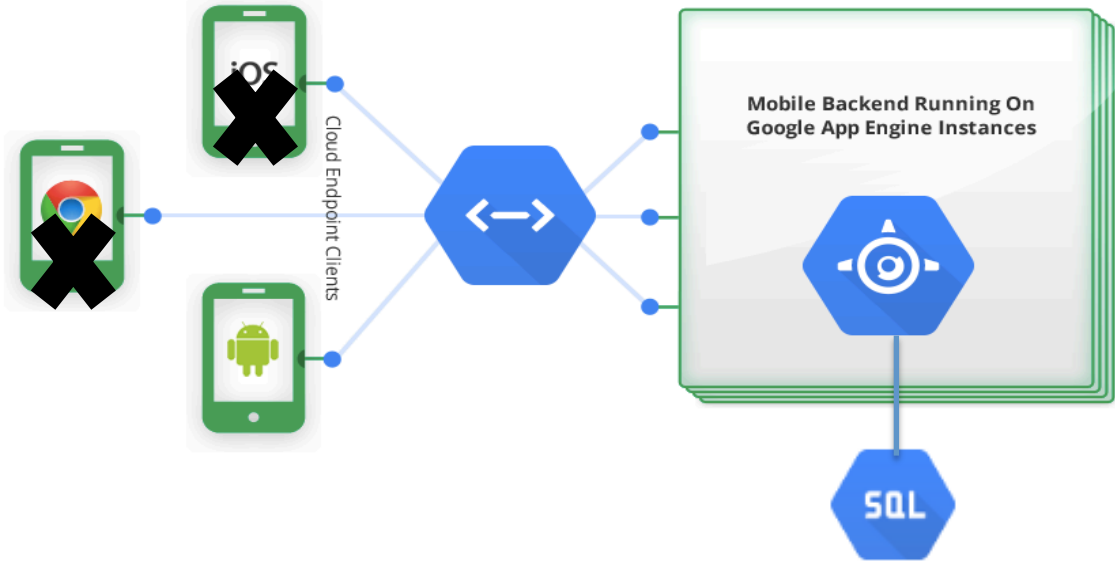 iOS
Cloud Endpoint Clients
Mobile Backend Running On
Google App Engine Instances
SQL